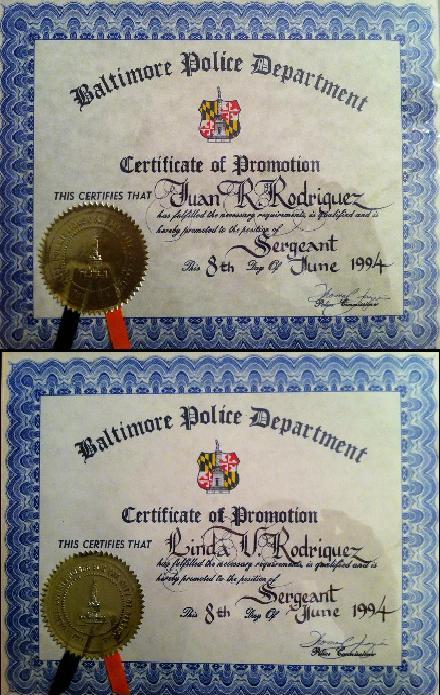 Baltimore Police Department
Certificate of Promotion
THIS CERTIFIES THAT Juan R. Rodriquez
has fulfilled the necessary requirements, is qualified and is
hereby promoted to the position of
Sergeant
This 8th Day Of June 1994
Police Commissioner
Baltimore Police Department
Certificate of Promotion
THIS CERTIFIES THAT Linda V. Rodriquez
has fulfilled the necessary requirements, is qualified and is
hereby promoted to the position of
Sergeant
This 8th Day Of June 1994
Police Commissioner